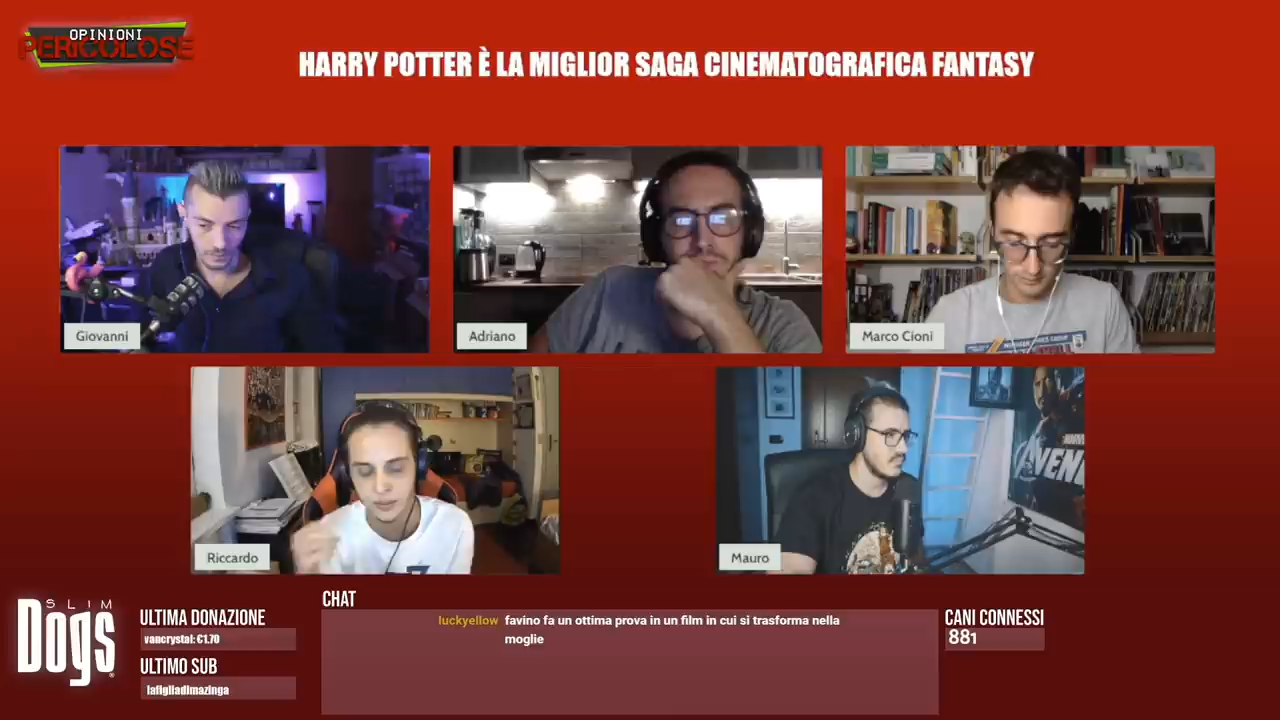 OPINIONI
PERICOLOSE
HARRY POTTER È LA MIGLIOR SAGA CINEMATOGRAFICA FANTASY
Giovanni
Adriano
Marco Cioni
Riccardo
Mauro
MARV
AVEN
SLIM
Dogs
ULTIMA DONAZIONE
vancrystal: €1.70
ULTIMO SUB
lafigliadimazinga
CHAT
luckyellow favino fa un ottima prova in un film in cui si trasforma nella
moglie
CANI CONNESSI
881